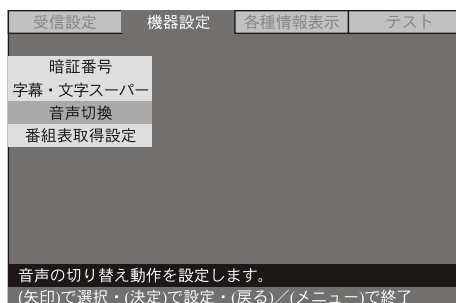 受信設定 機器設定 各種情報表示 テスト
暗証番号
字幕・文字スーパー
音声切換
番組表取得設定
音声の切り替え動作を設定します。
(矢印)で選択・(決定)で設定・(戻る)／(メニュー)で終了